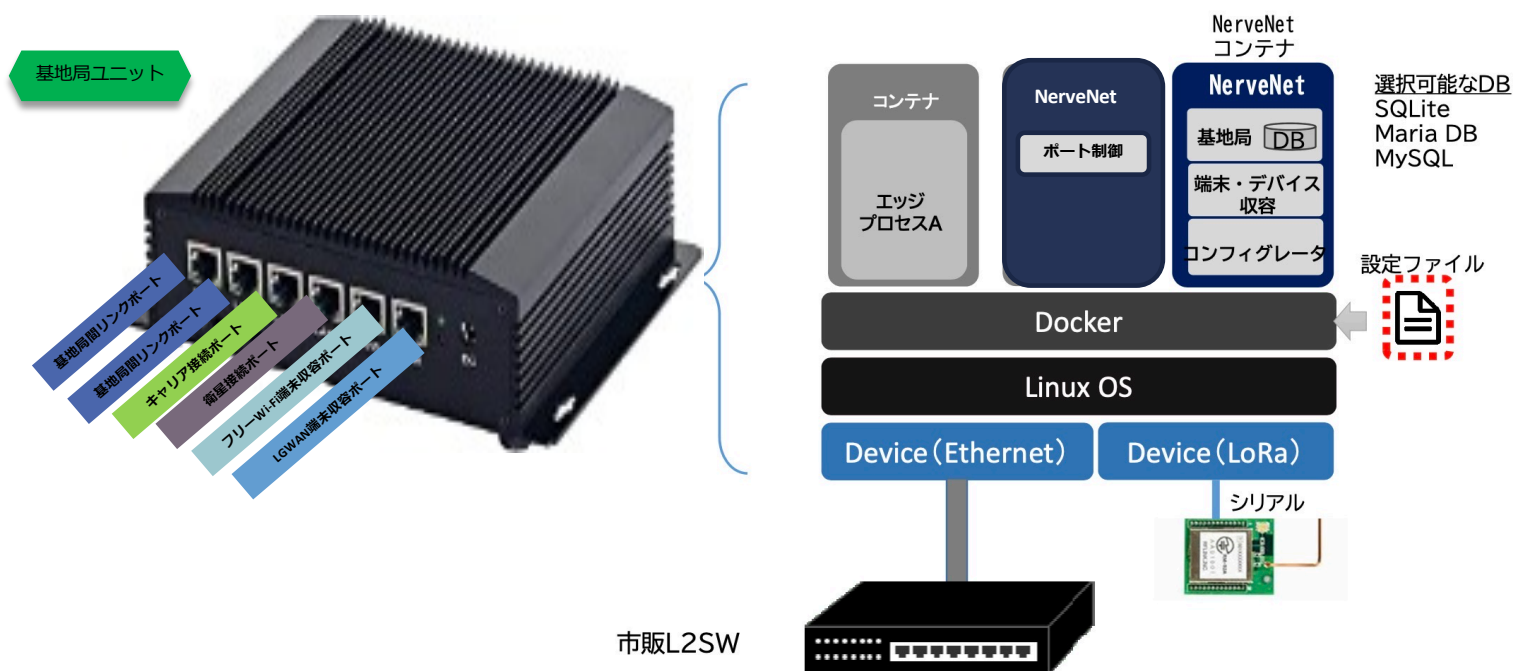 基地局ユニット
基地局間リンクポート
基地局間リンクポート
キャリア接続ポート
衛星接続ポート
フリーWi-Fi端末収容ポート
LGWAN端末収容ポート
コンテナ
エッジ
プロセスA
NerveNet
ポート制御
NerveNet
コンテナ
NerveNet
基地局
DB
端末・デバイス
収容
コンフィグレータ
選択可能なDB
SQLite
Maria DB
MySQL
設定ファイル
Docker
Linux OS
Device(Ethernet)
Device(LoRa)
シリアル
市販L2SW